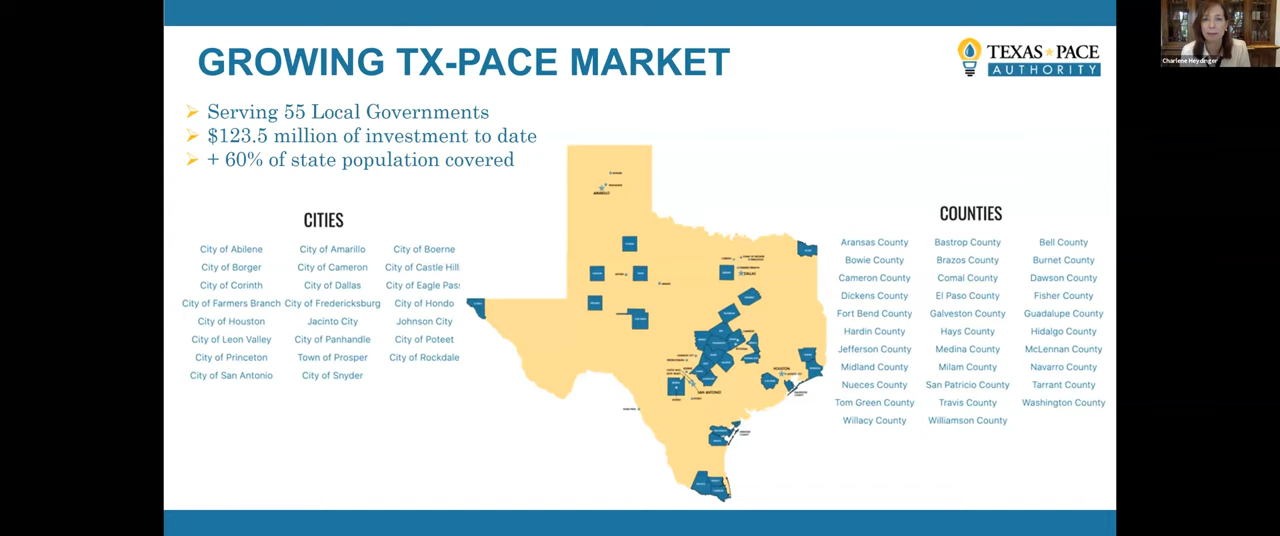 GROWING TX-PACE MARKET
TEXAS PACE
AUTHORITY
Charlene Heydinger
Serving 55 Local Governments
$123.5 million of investment to date
+ 60% of state population covered
CITIES
City of Abilene City of Amarillo City of Boerne
City of Borger City of Cameron City of Castle Hill
City of Corinth City of Dallas City of Eagle Pas
City of Farmers Branch City of Fredericksburg City of Hondo
City of Houston Jacinto City Johnson City
City of Leon Valley City of Panhandle City of Poteet
City of Princeton Town of Prosper City of Rockdale
City of San Antonio City of Snyder
AMARILLO
DALLAS
HOUSTON
SAN ANTONIO
COUNTIES
Aransas County Bastrop County Bell County
Bowie County Brazos County Burnet County
Cameron County Comal County Dawson County
Dickens County El Paso County Fisher County
Fort Bend County Galveston County Guadalupe County
Hardin County Hays County Hidalgo County
Jefferson County Medina County McLennan County
Midland County Milam County Navarro County
Nueces County San Patricio County Tarrant County
Tom Green County Travis County Washington County
Willacy County Williamson County